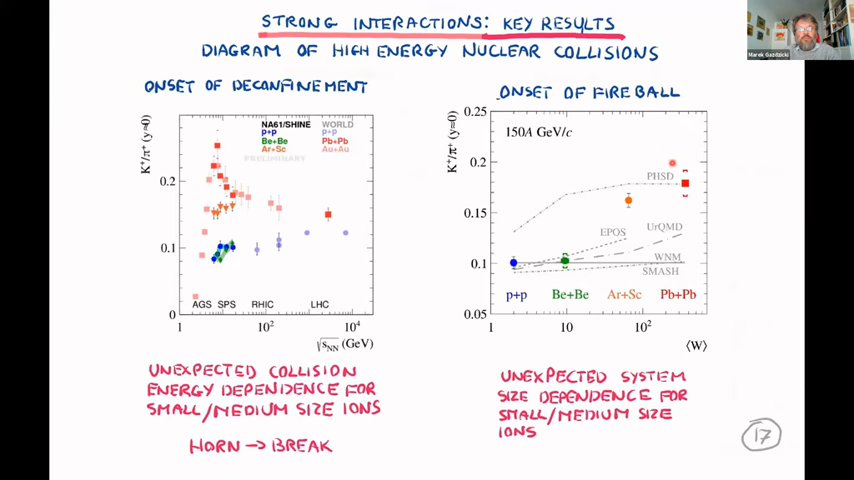 STRONG INTERACTIONS: KEY RESULTS
DIAGRAM OF HIGH ENERGY NUCLEAR COLLISIONS
Marek Gazdzicki
ONSET OF DECONFINEMENT
K⁺/π⁺ (y≈0)
NA61/SHINE WORLD
p+p p+p
Be+Be Pb+Pb
Ar+Sc Au+Au
PRELIMINARY
0.2
0.1
0
AGS SPS RHIC LHC
1 10² 10⁴
√sNN (GeV)
UNEXPECTED COLLISION
ENERGY DEPENDENCE FOR
SMALL/MEDIUM SIZE IONS
HORN → BREAK
ONSET OF FIREBALL
K⁺/π⁺ (y≈0)
0.25
150A GeV/c
0.2
PHSD
0.15
EPOS
UrQMD
0.1
WNM
SMASH
p+p Be+Be Ar+Sc Pb+Pb
0.05
1 10 10²
⟨W⟩
UNEXPECTED SYSTEM
SIZE DEPENDENCE FOR
SMALL/MEDIUM SIZE
IONS
17